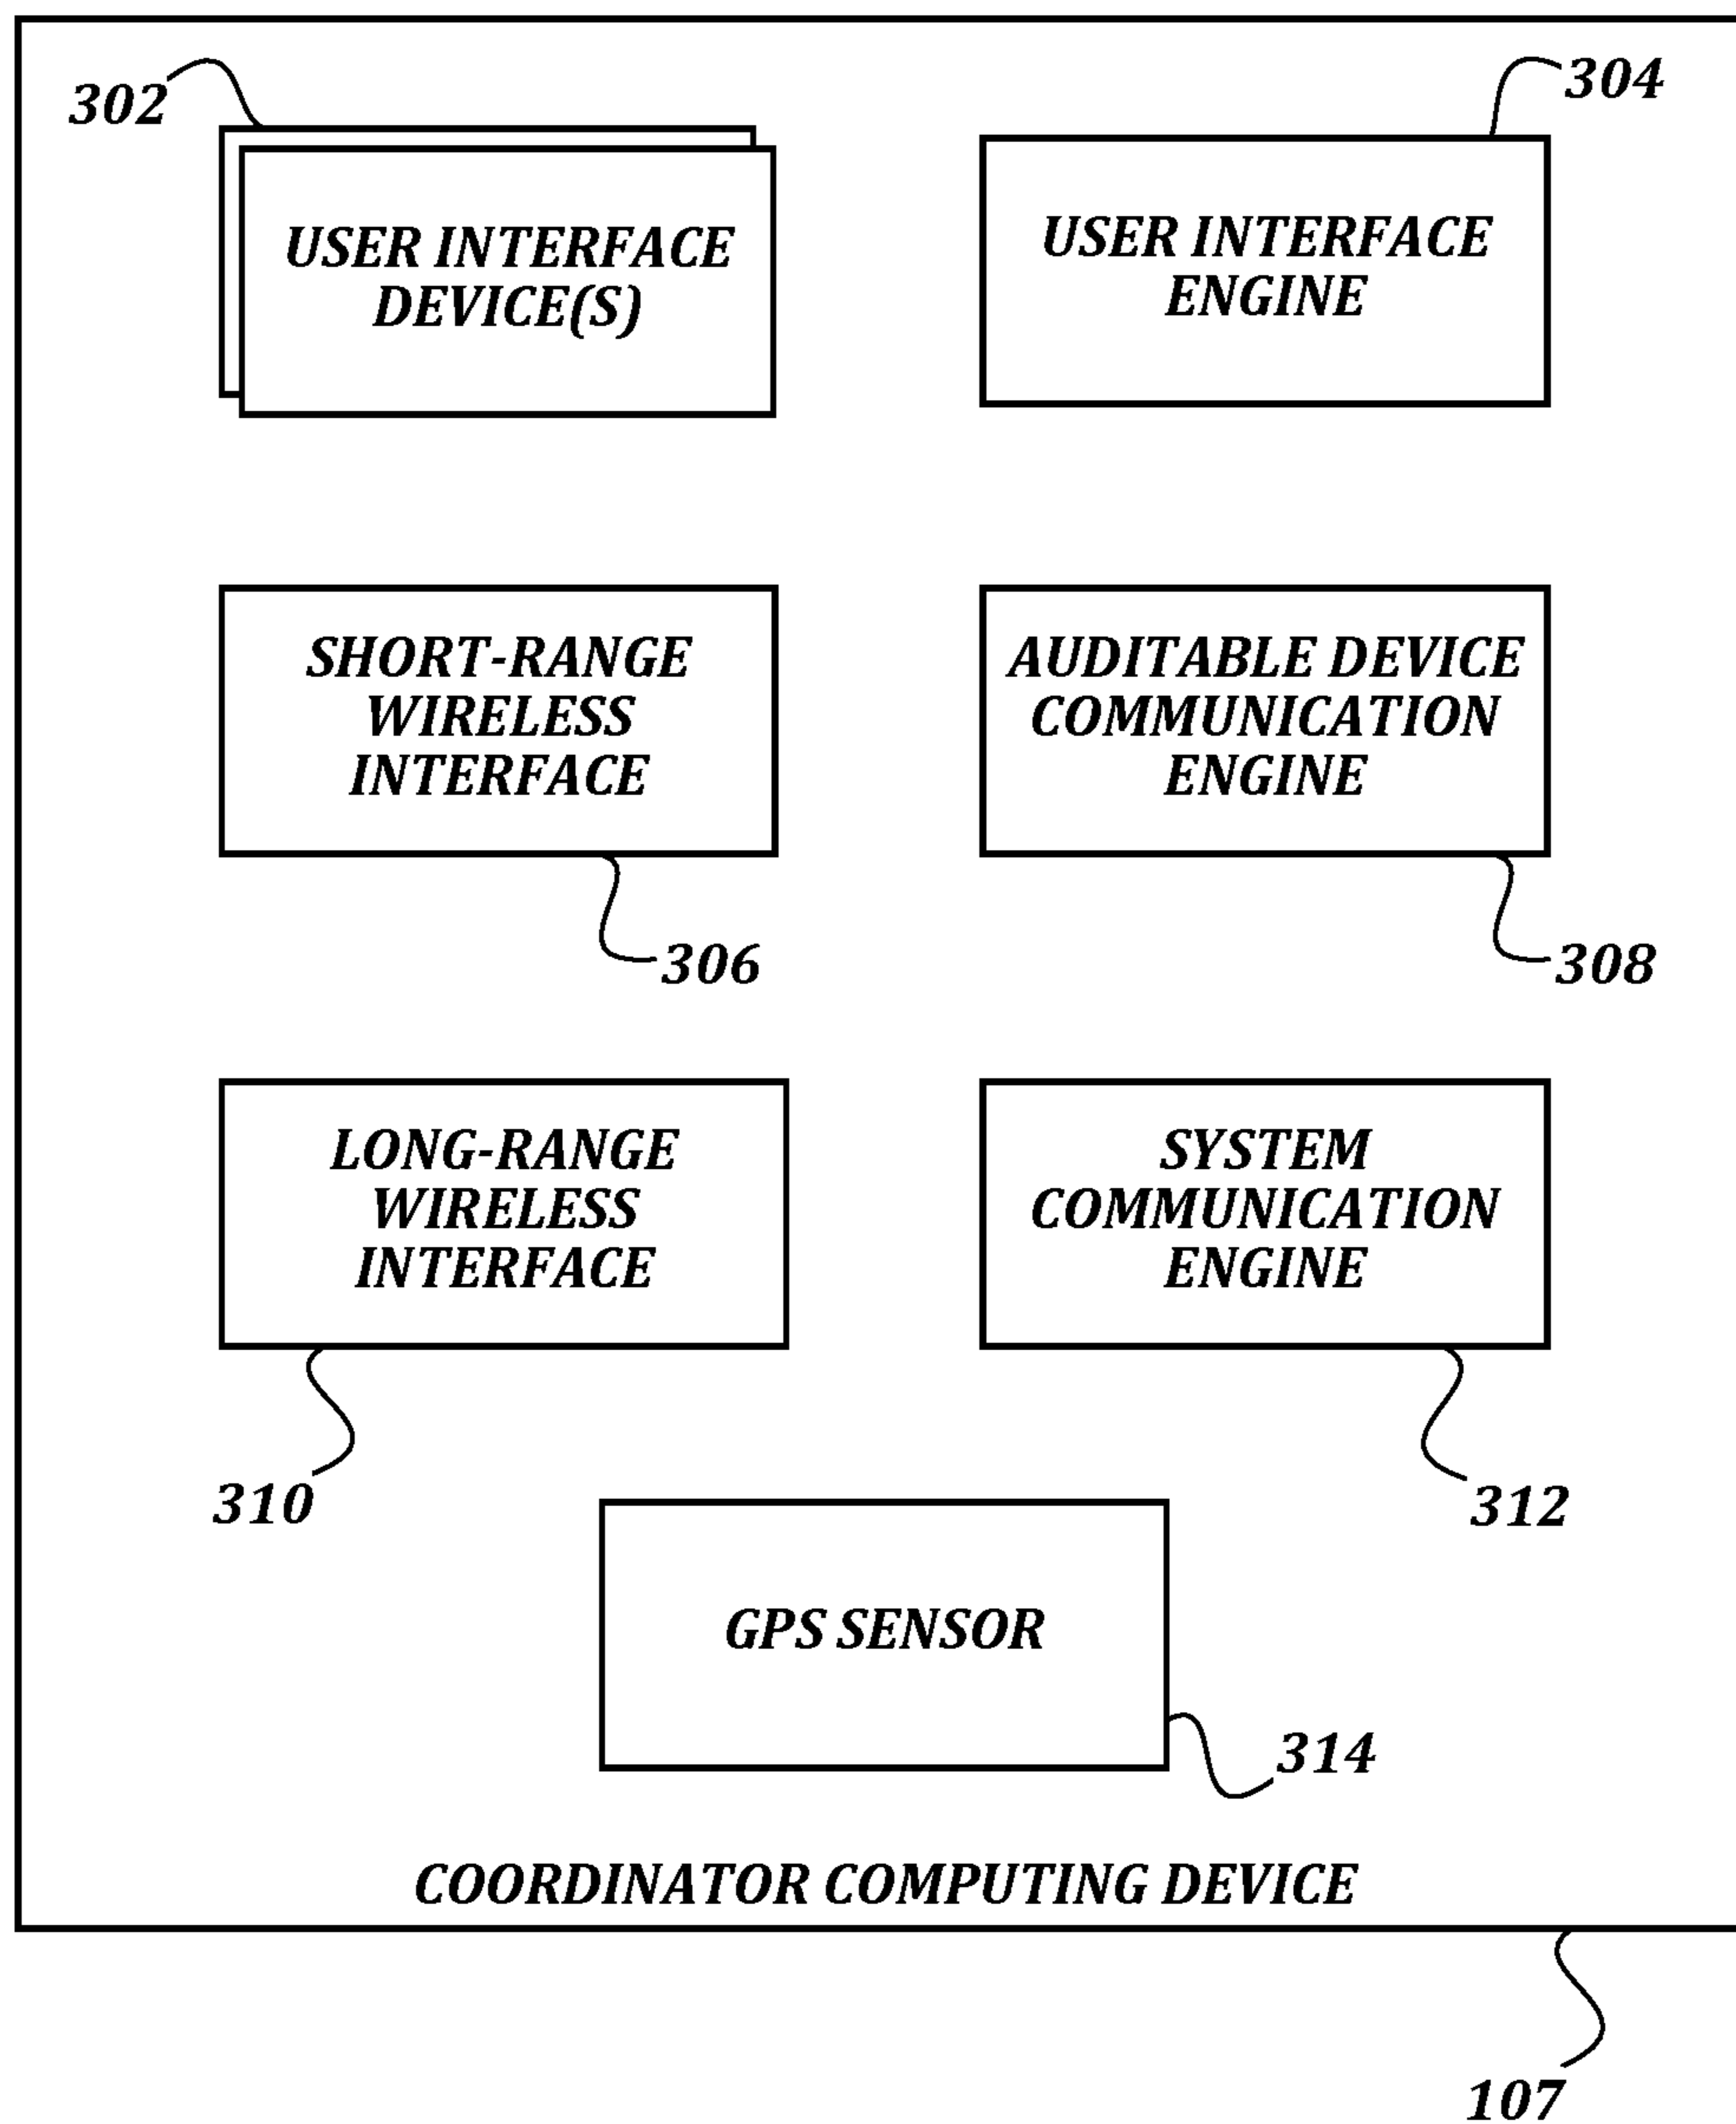 302
304
USER INTERFACE
DEVICE(S)
USER INTERFACE
ENGINE
SHORT-RANGE
WIRELESS
INTERFACE
AUDITABLE DEVICE
COMMUNICATION
ENGINE
306
308
LONG-RANGE
WIRELESS
INTERFACE
SYSTEM
COMMUNICATION
ENGINE
310
312
GPS SENSOR
314
COORDINATOR COMPUTING DEVICE
107